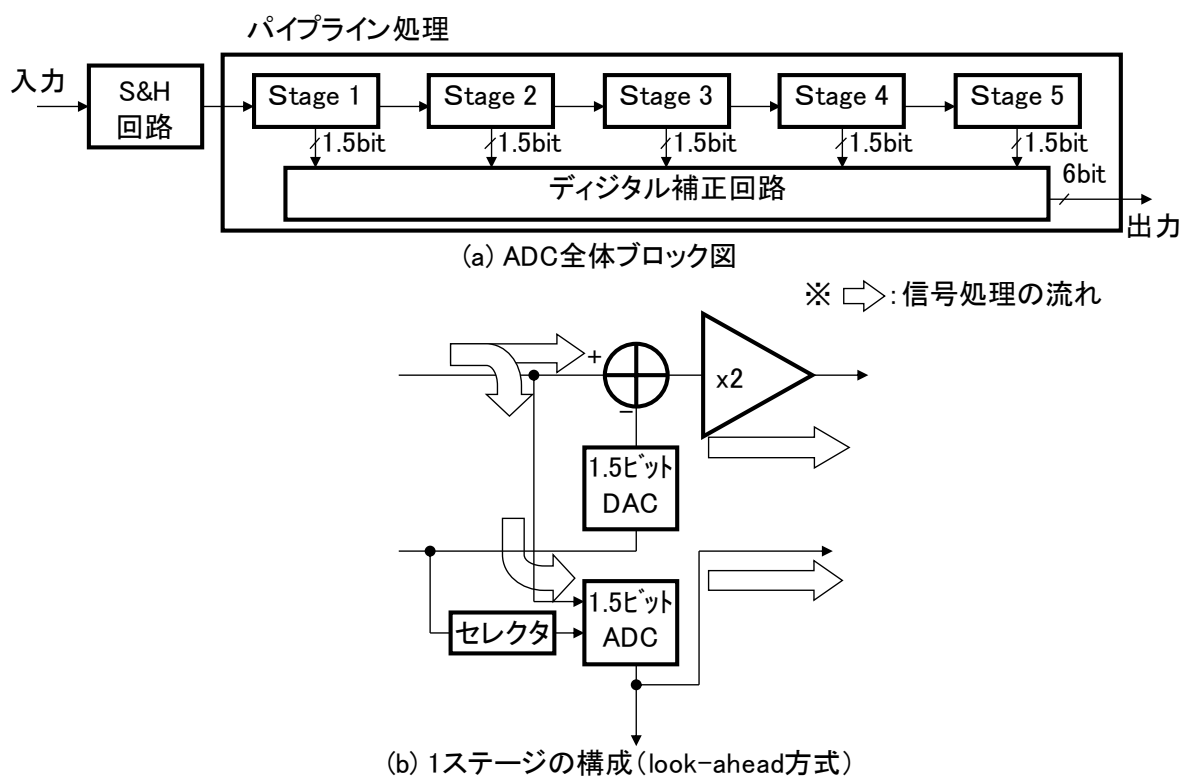 パイプライン処理
入力
S&H
回路
Stage 1
Stage 2
Stage 3
Stage 4
Stage 5
1.5bit
1.5bit
1.5bit
1.5bit
1.5bit
ディジタル補正回路
6bit
出力
(a) ADC全体ブロック図
※ ⇨: 信号処理の流れ
+
x2
−
1.5ビット
DAC
1.5ビット
ADC
セレクタ
(b) 1ステージの構成(look-ahead方式)